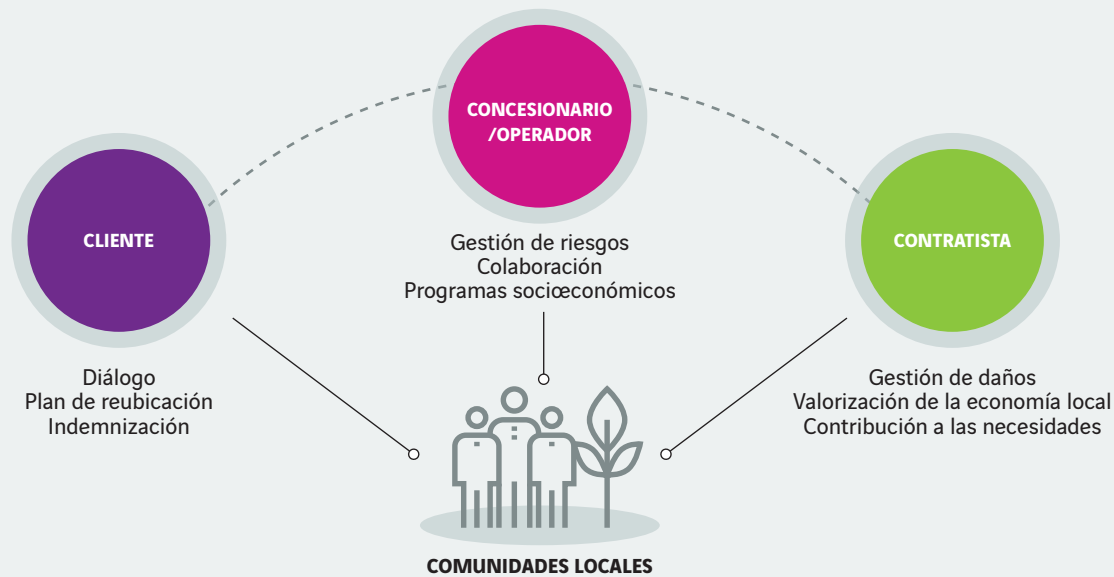 CONCESIONARIO
/OPERADOR
CLIENTE
CONTRATISTA
Gestión de riesgos
Colaboración
Programas sociœconómicos
Diálogo
Plan de reubicación
Indemnización
Gestión de daños
Valorización de la economía local
Contribución a las necesidades
COMUNIDADES LOCALES